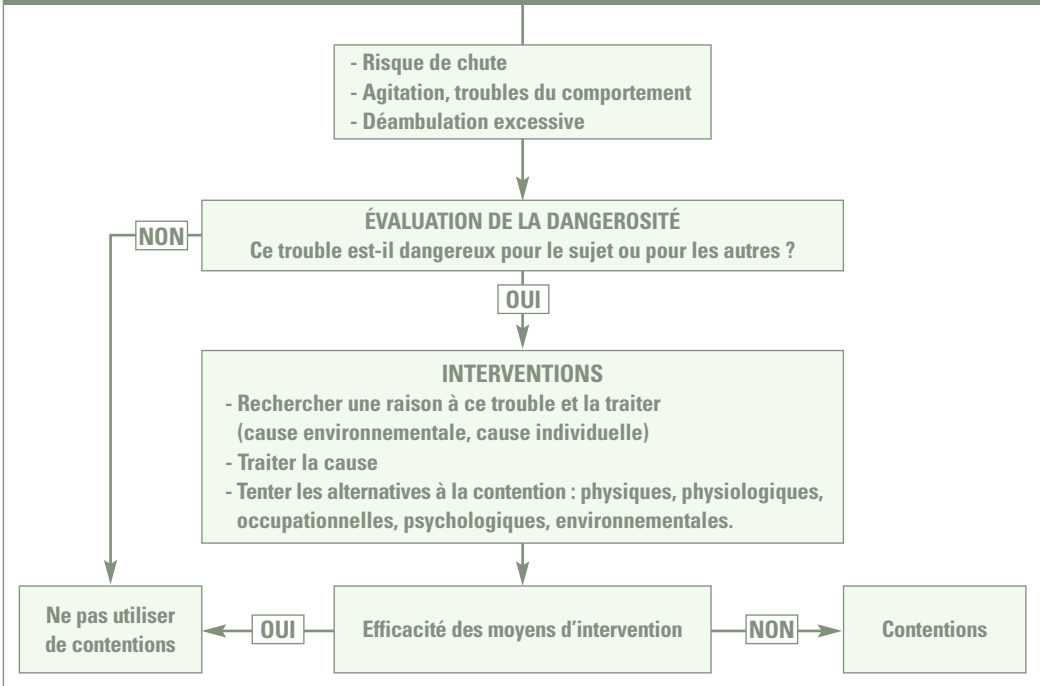 - Risque de chute
- Agitation, troubles du comportement
- Déambulation excessive
ÉVALUATION DE LA DANGEROSITÉ
Ce trouble est-il dangereux pour le sujet ou pour les autres ?
NON
OUI
INTERVENTIONS
- Rechercher une raison à ce trouble et la traiter
(cause environnementale, cause individuelle)
- Traiter la cause
- Tenter les alternatives à la contention : physiques, physiologiques,
occupationnelles, psychologiques, environnementales.
Ne pas utiliser
de contentions
OUI
Efficacité des moyens d'intervention
NON
Contentions